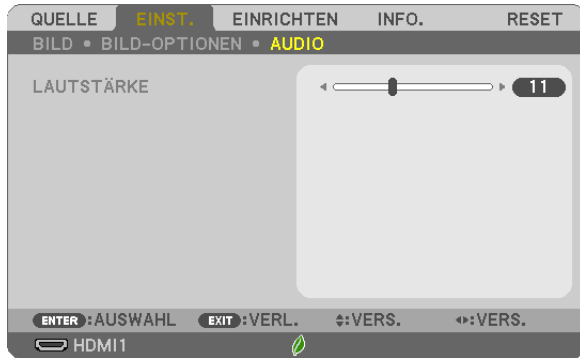 QUELLE EINST. EINRICHTEN INFO. RESET
BILD • BILD-OPTIONEN • AUDIO
LAUTSTÄRKE 11
ENTER :AUSWAHL EXIT :VERL. :VERS. :VERS.
HDMI1